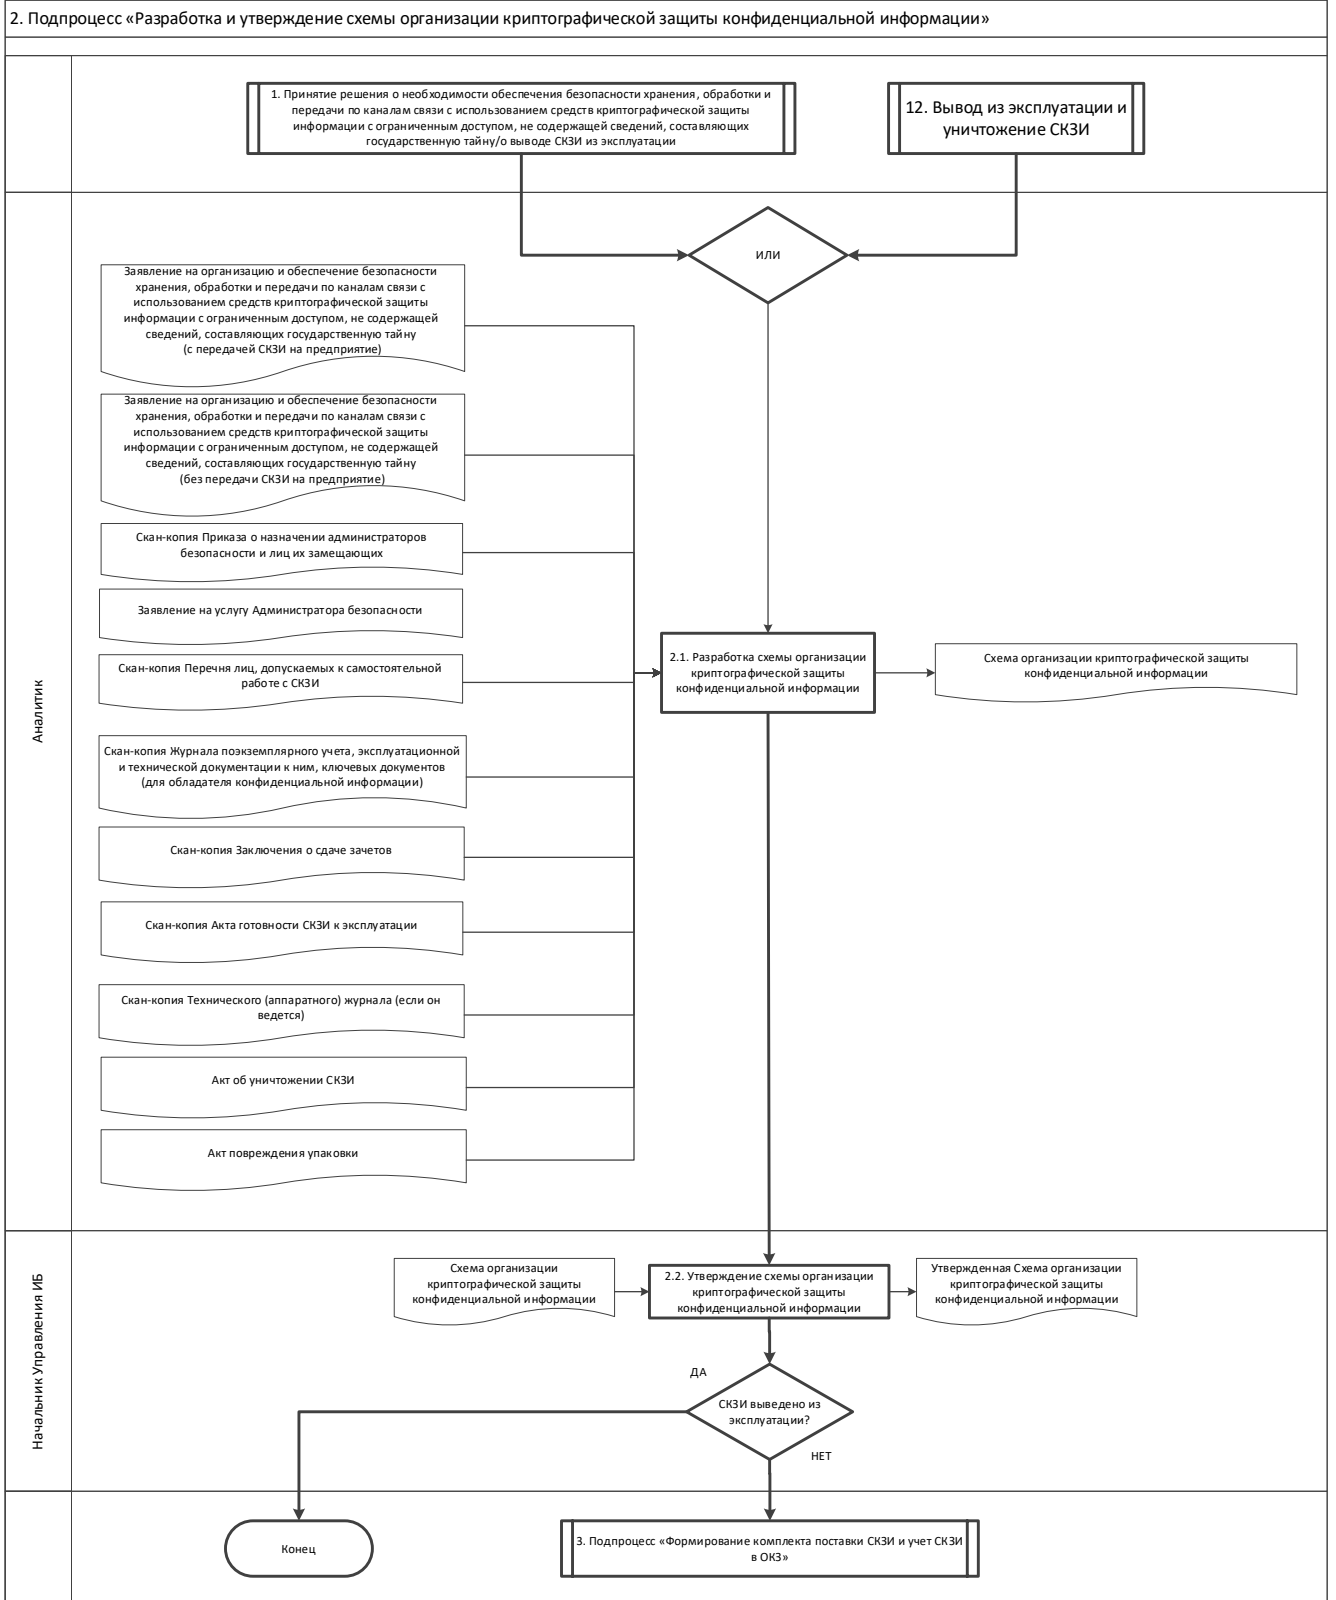 2. Подпроцесс «Разработка и утверждение схемы организации криптографической защиты конфиденциальной информации»
1. Принятие решения о необходимости обеспечения безопасности хранения, обработки и
передачи по каналам связи с использованием средств криптографической защиты
информации с ограниченным доступом, не содержащей сведений, составляющих
государственную тайну/о выводе СКЗИ из эксплуатации
12. Вывод из эксплуатации и
уничтожение СКЗИ
Аналитик
ИЛИ
Заявление на организацию и обеспечение безопасности
хранения, обработки и передачи по каналам связи с
использованием средств криптографической защиты
информации с ограниченным доступом, не содержащей
сведений, составляющих государственную тайну
(с передачей СКЗИ на предприятие)
Заявление на организацию и обеспечение безопасности
хранения, обработки и передачи по каналам связи с
использованием средств криптографической защиты
информации с ограниченным доступом, не содержащей
сведений, составляющих государственную тайну
(без передачи СКЗИ на предприятие)
Скан-копия Приказа о назначении администраторов
безопасности и лиц их замещающих
Заявление на услугу Администратора безопасности
Скан-копия Перечня лиц, допускаемых к самостоятельной
работе с СКЗИ
Скан-копия Журнала поэкземплярного учета, эксплуатационной
и технической документации к ним, ключевых документов
(для обладателя конфиденциальной информации)
Скан-копия Заключения о сдаче зачетов
Скан-копия Акта готовности СКЗИ к эксплуатации
Скан-копия Технического (аппаратного) журнала (если он
ведется)
Акт об уничтожении СКЗИ
Акт повреждения упаковки
2.1. Разработка схемы организации
криптографической защиты
конфиденциальной информации
Схема организации криптографической защиты
конфиденциальной информации
Начальник Управления ИБ
Схема организации
криптографической защиты
конфиденциальной информации
2.2. Утверждение схемы организации
криптографической защиты
конфиденциальной информации
Утвержденная Схема организации
криптографической защиты
конфиденциальной информации
ДА
СКЗИ выведено из
эксплуатации?
НЕТ
Конец
3. Подпроцесс «Формирование комплекта поставки СКЗИ и учет СКЗИ
в ОКЗ»